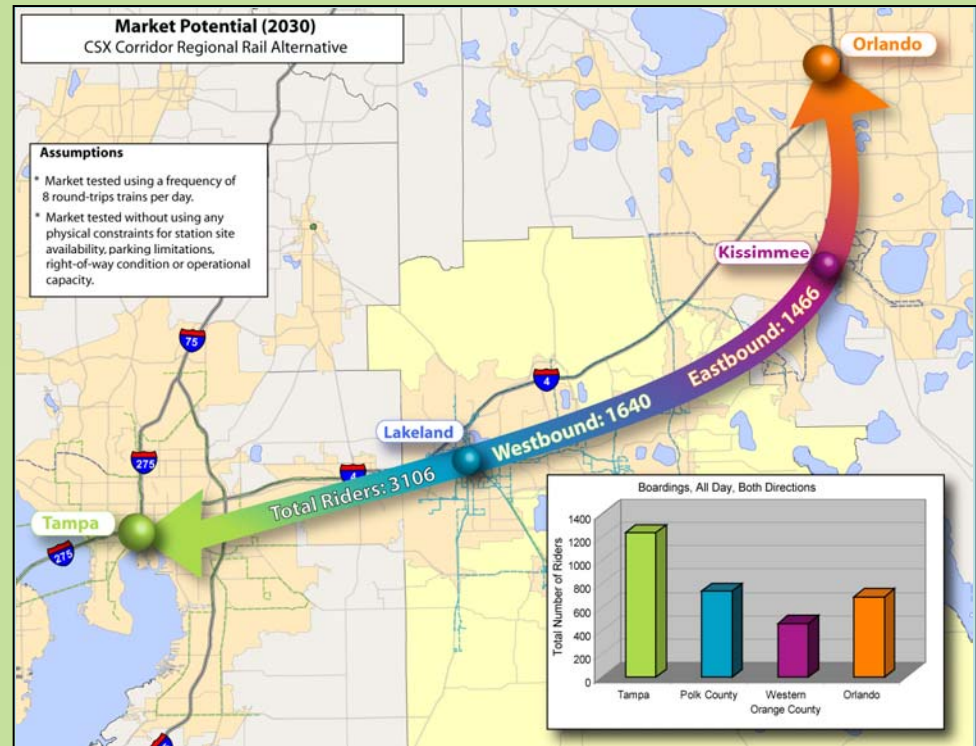 Market Potential (2030)
CSX Corridor Regional Rail Alternative
Orlando
Assumptions
* Market tested using a frequency of
8 round-trips trains per day.
* Market tested without using any
physical constraints for station site
availability, parking limitations,
right-of-way condition or operational
capacity.
Kissimmee
75
4
Eastbound: 1466
Westbound: 1640
Lakeland
275
4
Total Riders: 3106
Tampa
275
Boardings, All Day, Both Directions
Total Number of Riders
1400
1200
1000
800
600
400
200
0
Tampa
Polk County
Western
Orange County
Orlando